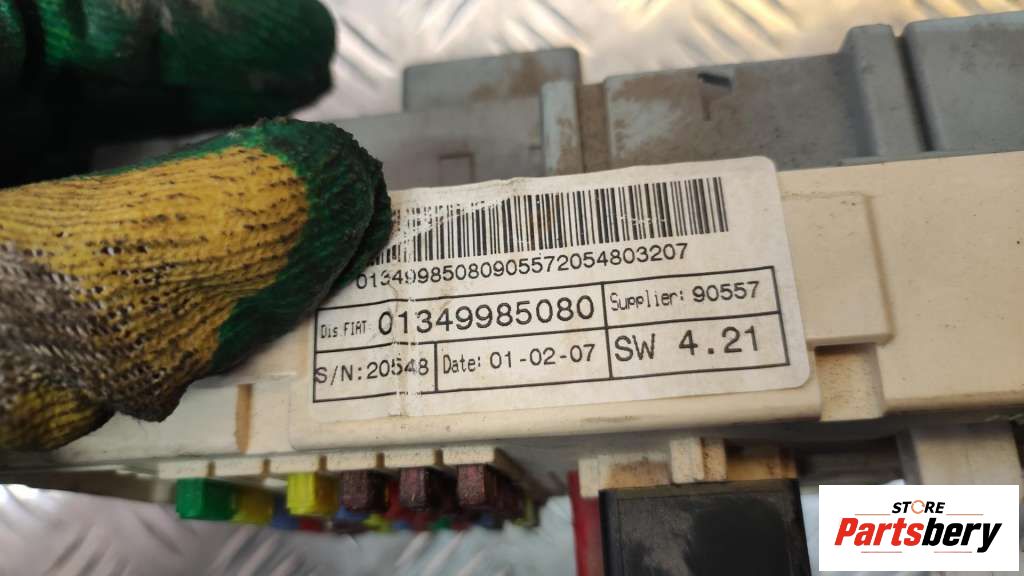 01349985080905572054803207
Dis.FIAT: 01349985080
Supplier: 90557
S/N:20548
Date: 01-02-07
SW 4.21
STORE
Partsbery